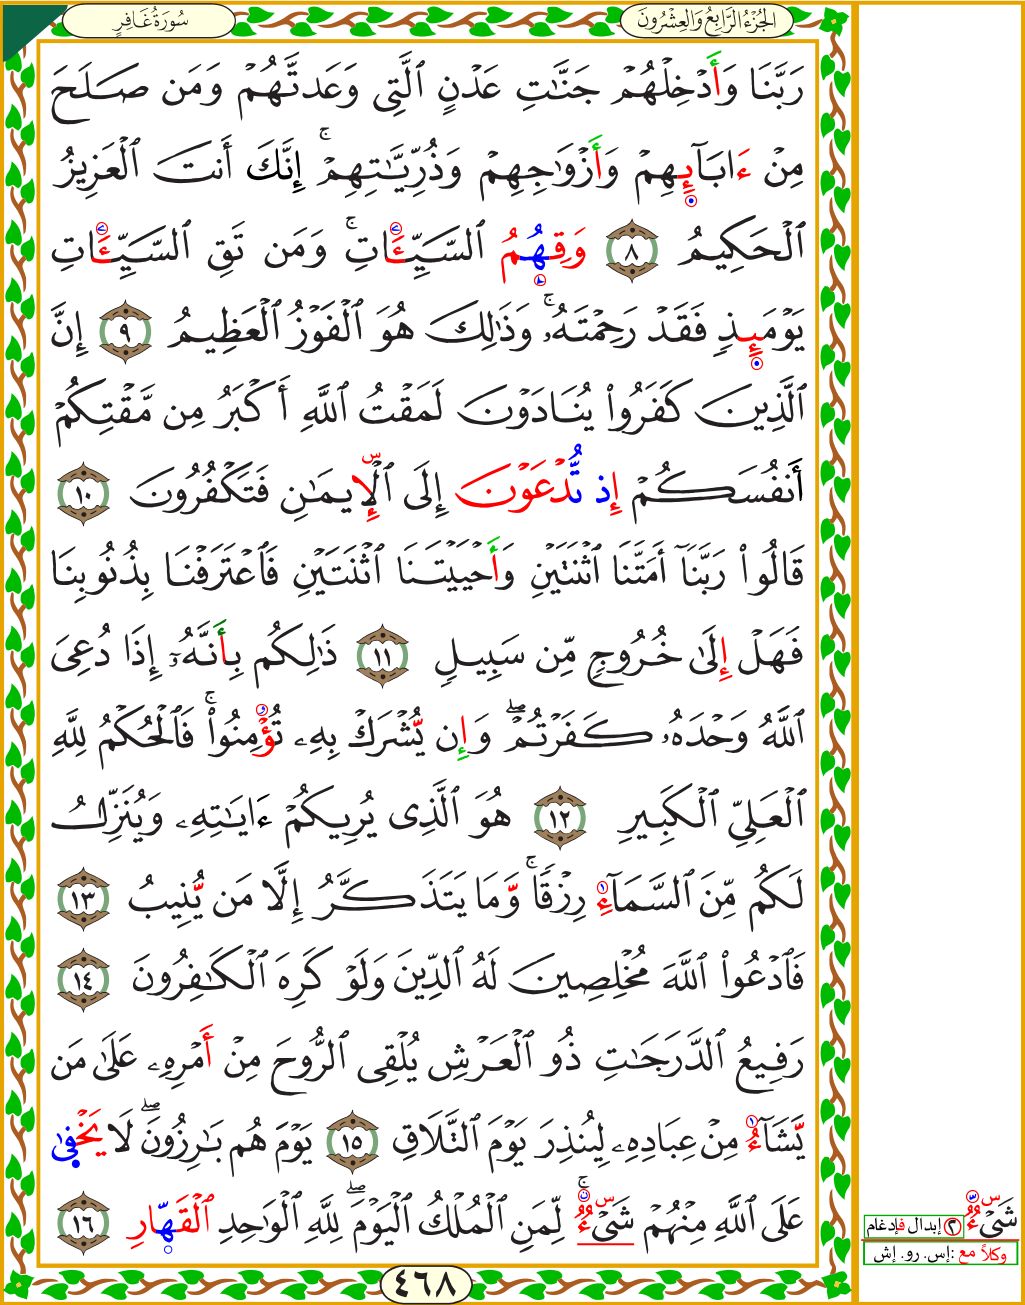 سُورَةُ غَافِرٍ
الجُزْءُ الرَّابِعُ وَالعِشْرُونَ
رَبَّنَا وَأَدْخِلْهُمْ جَنَّٰتِ عَدْنٍ ٱلَّتِى وَعَدتَّهُمْ وَمَن صَلَحَ
مِنْ ءَابَآئِهِمْ وَأَزْوَٰجِهِمْ وَذُرِّيَّٰتِهِمْ ۚ إِنَّكَ أَنتَ ٱلْعَزِيزُ
ٱلْحَكِيمُ ٨ وَقِهُمُ ٱلسَّيِّـَٔاتِ ۚ وَمَن تَقِ ٱلسَّيِّـَٔاتِ
يَوْمَئِذٍ فَقَدْ رَحِمْتَهُۥ ۚ وَذَٰلِكَ هُوَ ٱلْفَوْزُ ٱلْعَظِيمُ ٩ إِنَّ
ٱلَّذِينَ كَفَرُوا۟ يُنَادَوْنَ لَمَقْتُ ٱللَّهِ أَكْبَرُ مِن مَّقْتِكُمْ
أَنفُسَكُمْ إِذ تُّدْعَوْنَ إِلَى ٱلْإِيمَٰنِ فَتَكْفُرُونَ ١٠
قَالُوا۟ رَبَّنَآ أَمَتَّنَا ٱثْنَتَيْنِ وَأَحْيَيْتَنَا ٱثْنَتَيْنِ فَٱعْتَرَفْنَا بِذُنُوبِنَا
فَهَلْ إِلَىٰ خُرُوجٍ مِّن سَبِيلٍ ١١ ذَٰلِكُم بِأَنَّهُۥٓ إِذَا دُعِىَ
ٱللَّهُ وَحْدَهُۥ كَفَرْتُمْ ۖ وَإِن يُّشْرَكْ بِهِۦ تُؤْمِنُوا۟ ۚ فَٱلْحُكْمُ لِلَّهِ
ٱلْعَلِىِّ ٱلْكَبِيرِ ١٢ هُوَ ٱلَّذِى يُرِيكُمْ ءَايَٰتِهِۦ وَيُنَزِّلُ
لَكُم مِّنَ ٱلسَّمَآءِ رِزْقًا ۚ وَّمَا يَتَذَكَّرُ إِلَّا مَن يُّنِيبُ ١٣
فَٱدْعُوا۟ ٱللَّهَ مُخْلِصِينَ لَهُ ٱلدِّينَ وَلَوْ كَرِهَ ٱلْكَٰفِرُونَ ١٤
رَفِيعُ ٱلدَّرَجَٰتِ ذُو ٱلْعَرْشِ يُلْقِى ٱلرُّوحَ مِنْ أَمْرِهِۦ عَلَىٰ مَن
يَّشَآءُ مِنْ عِبَادِهِۦ لِيُنذِرَ يَوْمَ ٱلتَّلَاقِ ١٥ يَوْمَ هُم بَٰرِزُونَ ۖ لَا يَخْفِىٰ
عَلَى ٱللَّهِ مِنْهُمْ شَىْءٌ ۚ لِّمَنِ ٱلْمُلْكُ ٱلْيَوْمَ ۖ لِلَّهِ ٱلْوَٰحِدِ ٱلْقَهَّارِ ١٦
شَىْءٌ ٢ إبدال فإدغام
وكلاً مع :إس. رو. إش
٤٦٨